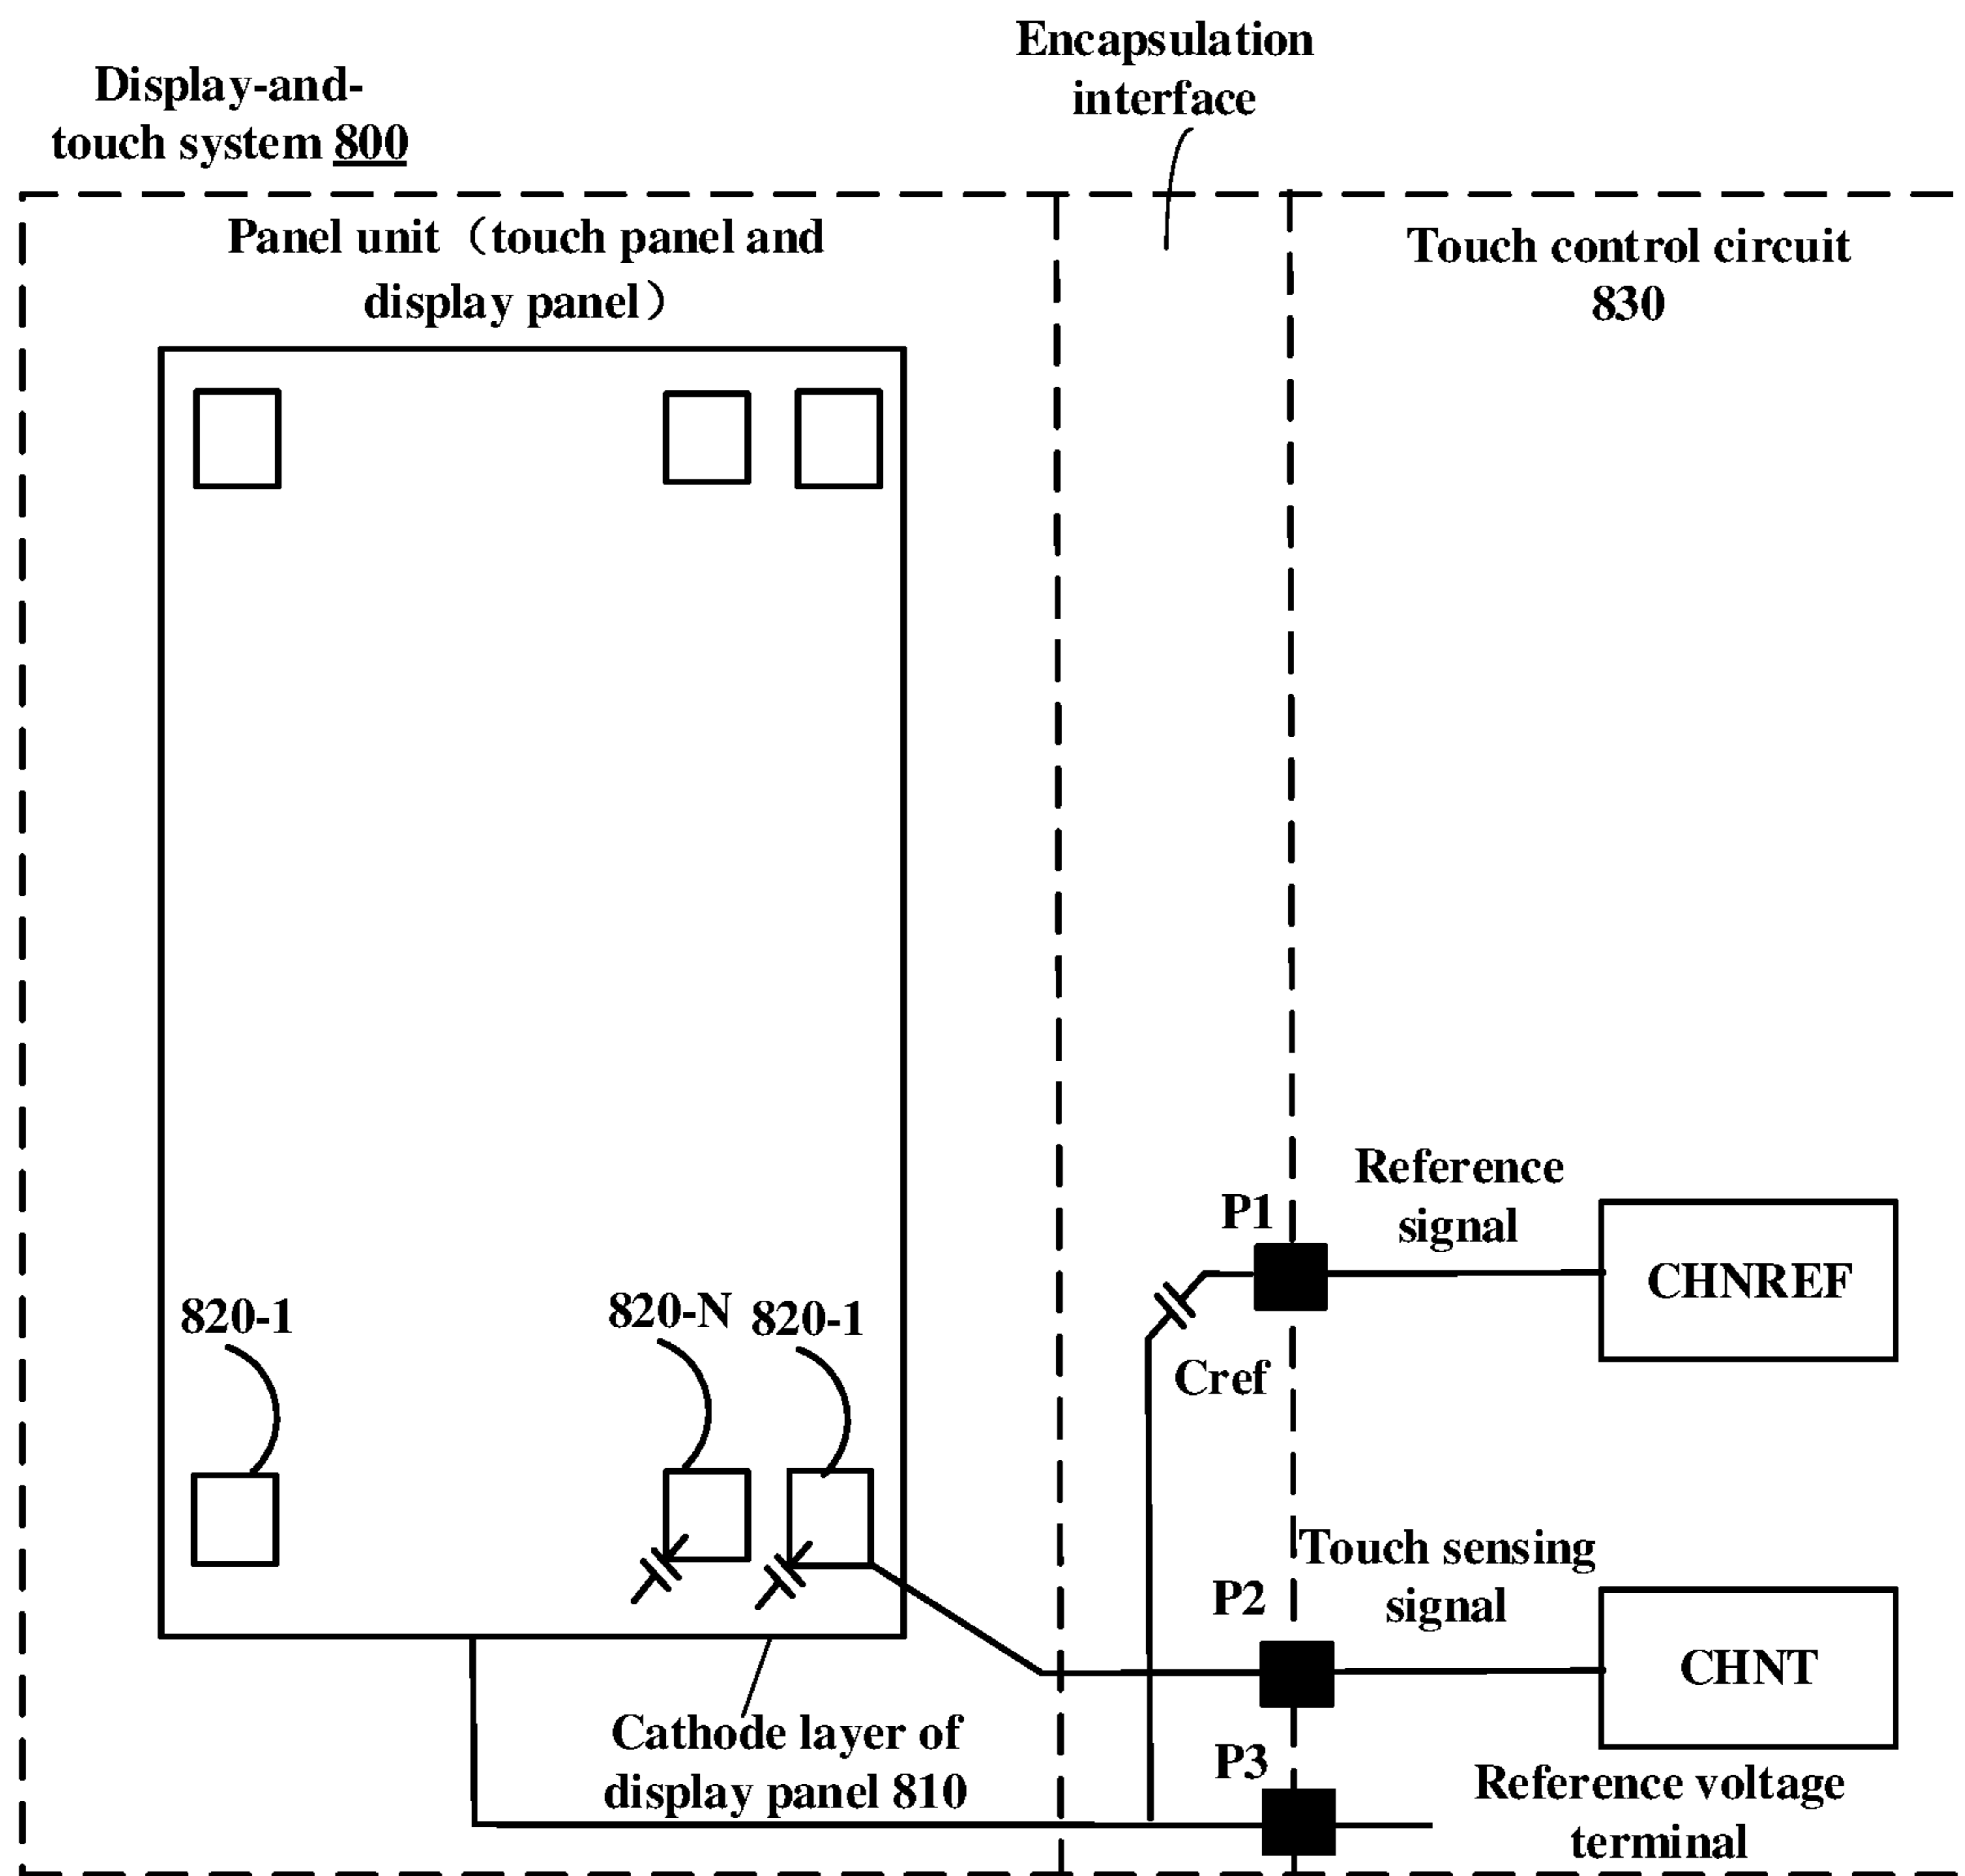 Encapsulation
interface
Display-and-
touch system 800
Panel unit（touch panel and
display panel）
Touch control circuit
830
Reference
signal
P1
CHNREF
820-1
820-N
820-1
Cref
Touch sensing
signal
P2
CHNT
Cathode layer of
display panel 810
P3
Reference voltage
terminal